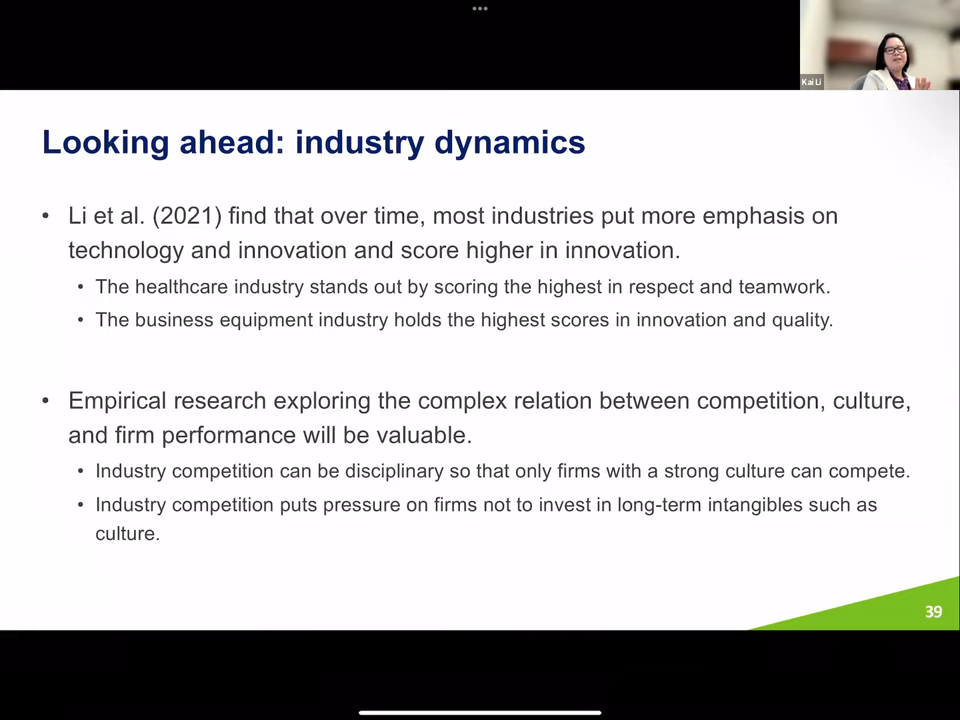 Kai Li
Looking ahead: industry dynamics
• Li et al. (2021) find that over time, most industries put more emphasis on
technology and innovation and score higher in innovation.
• The healthcare industry stands out by scoring the highest in respect and teamwork.
• The business equipment industry holds the highest scores in innovation and quality.
• Empirical research exploring the complex relation between competition, culture,
and firm performance will be valuable.
• Industry competition can be disciplinary so that only firms with a strong culture can compete.
• Industry competition puts pressure on firms not to invest in long-term intangibles such as
culture.
39